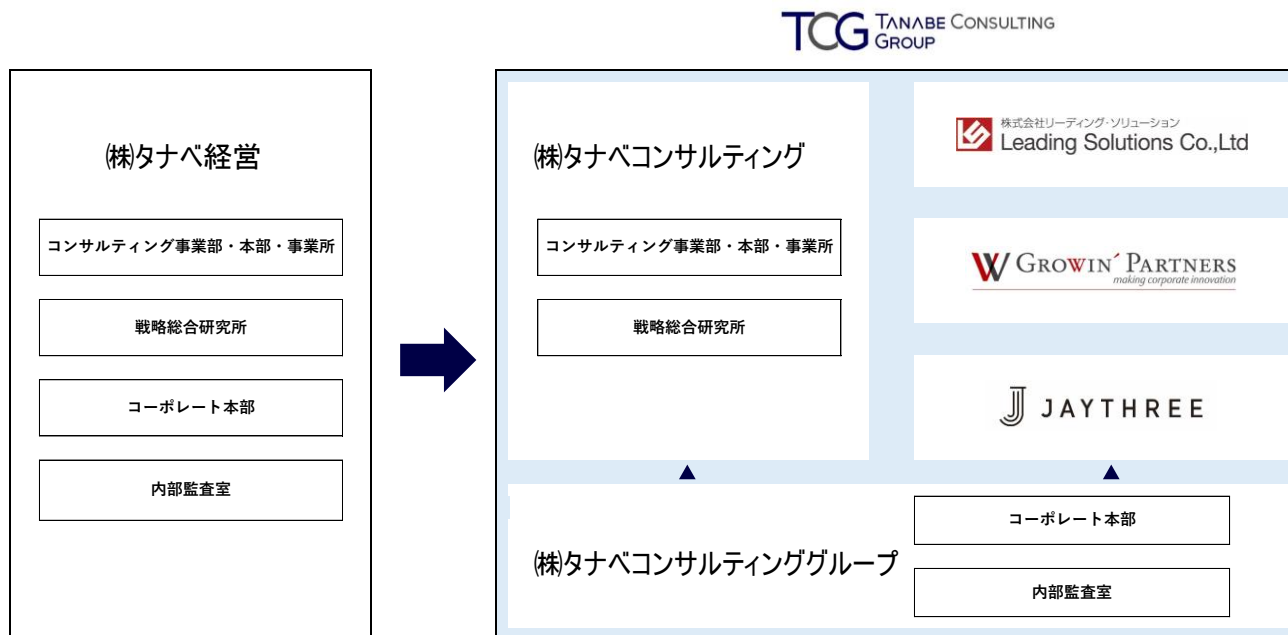 TCG TANABE CONSULTING
GROUP
㈱タナベ経営
コンサルティング事業部・本部・事業所
戦略総合研究所
コーポレート本部
内部監査室
㈱タナベコンサルティング
コンサルティング事業部・本部・事業所
戦略総合研究所
株式会社リーディング・ソリューション
Leading Solutions Co.,Ltd
GROWIN´ PARTNERS
making corporate innovation
JAYTHREE
㈱タナベコンサルティンググループ
コーポレート本部
内部監査室